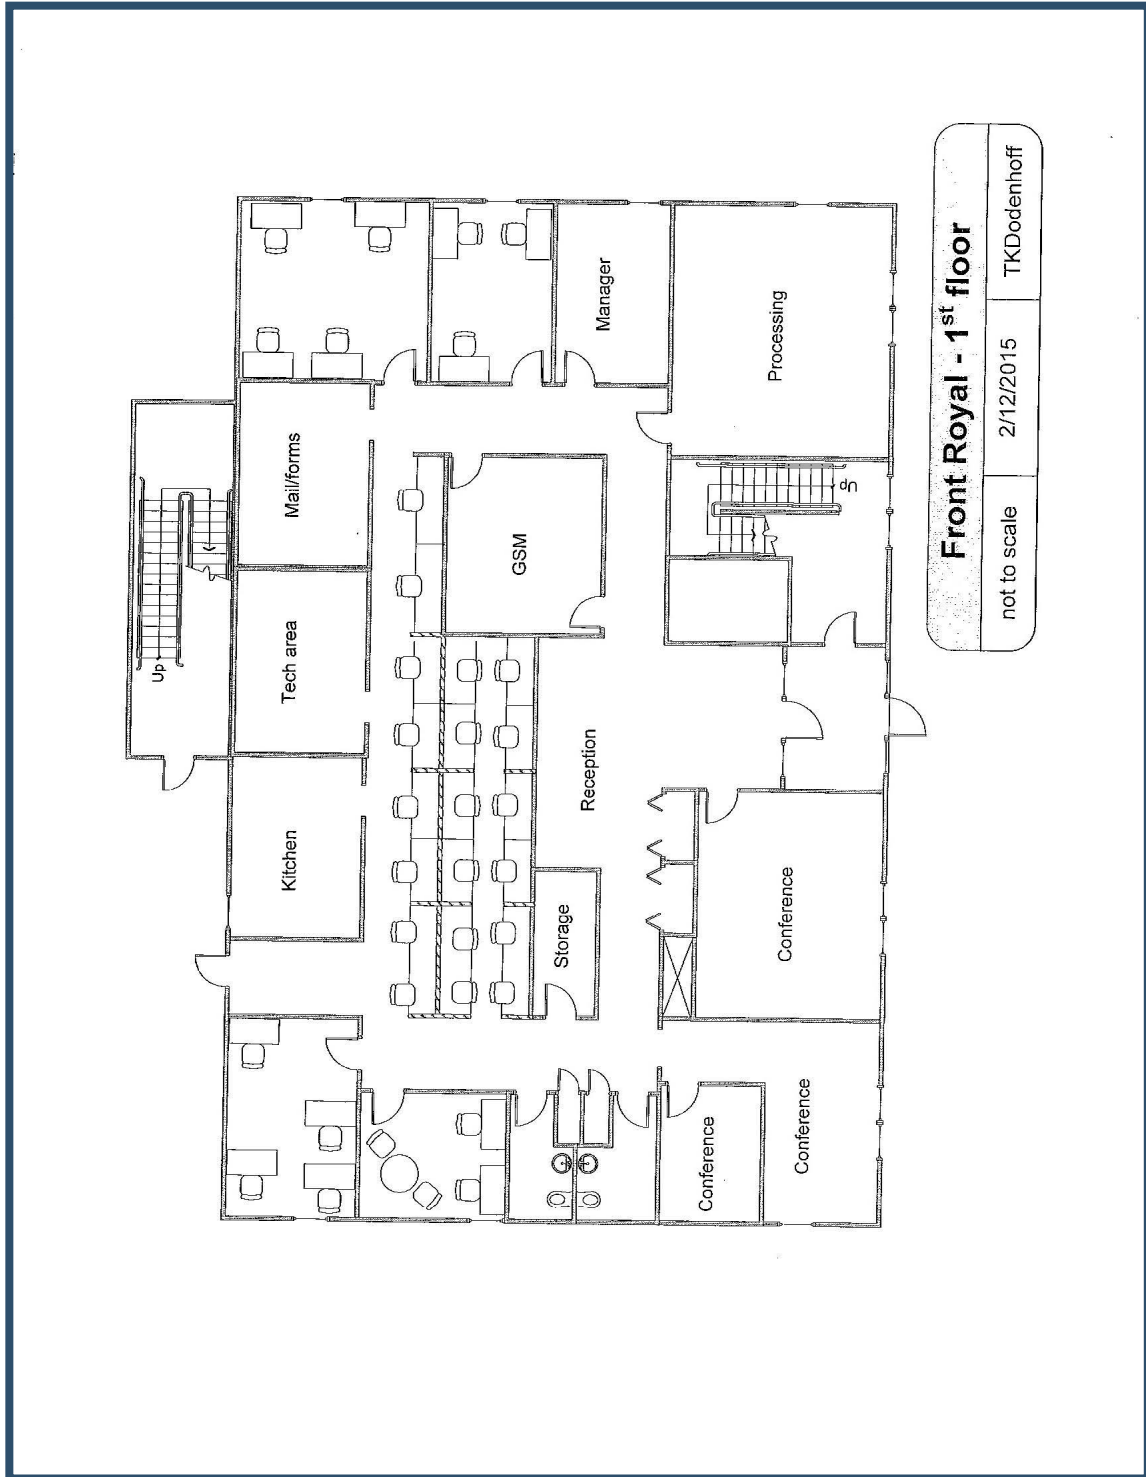 Up
Kitchen
Tech area
Mail/forms
Storage
Reception
GSM
Manager
Conference
Conference
Conference
Up
Processing
Front Royal - 1st floor
not to scale
2/12/2015
TKDodenhoff